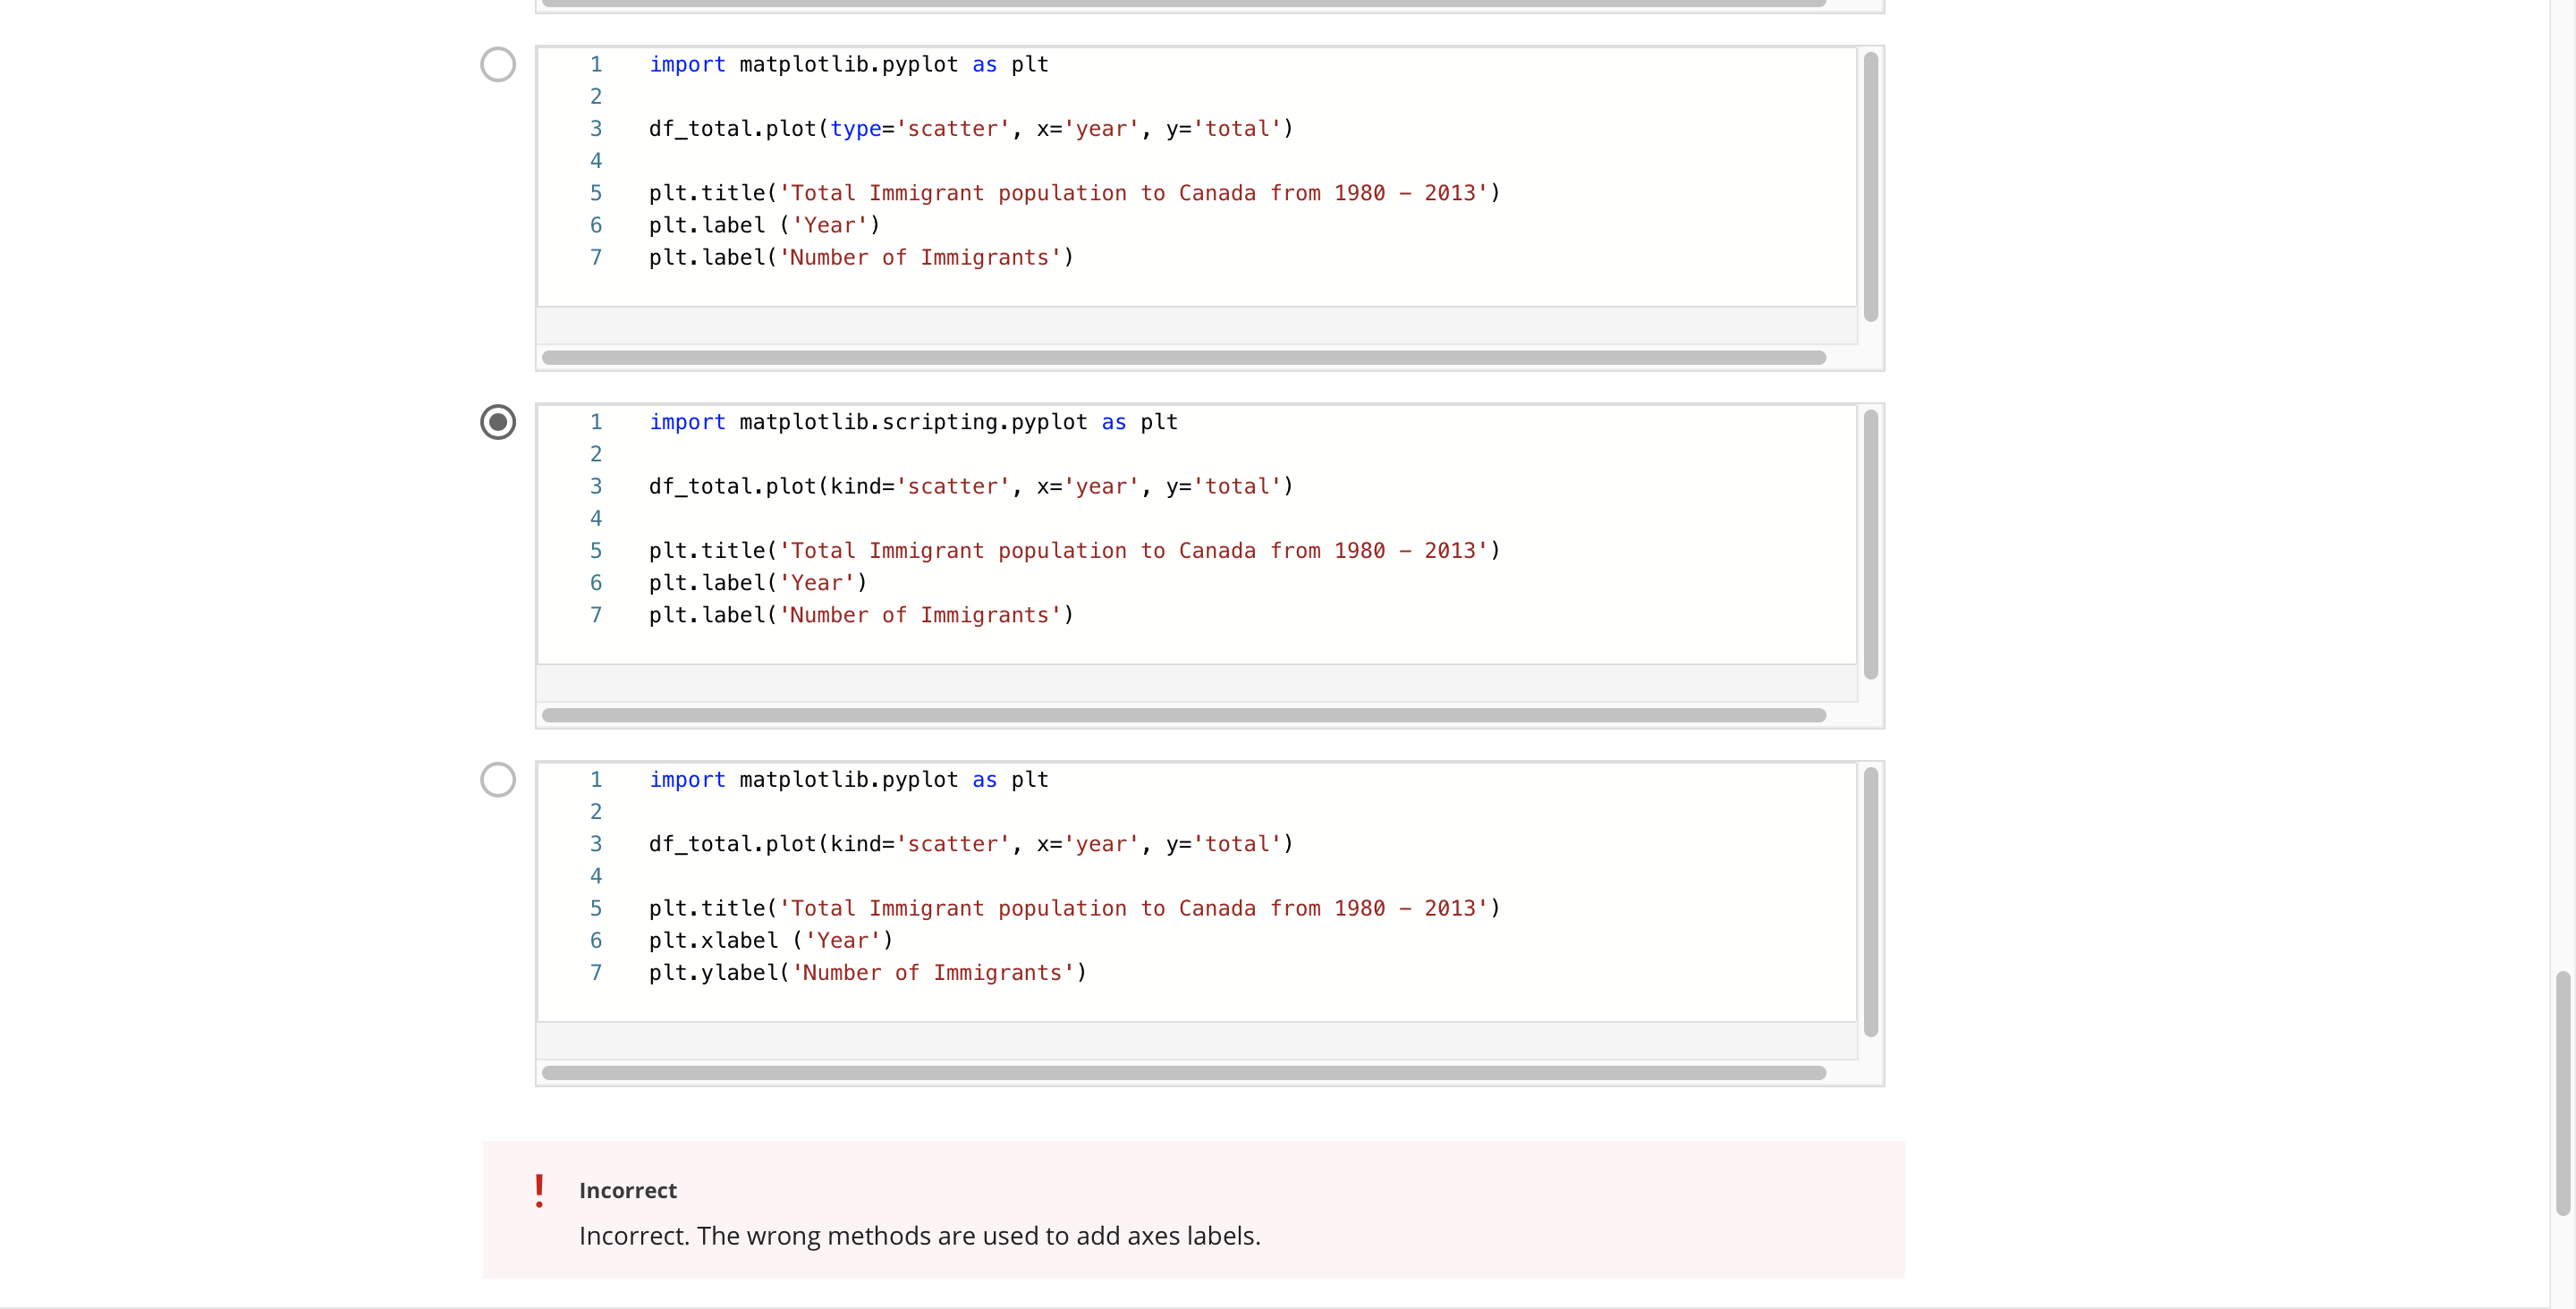 1 import matplotlib.pyplot as plt
2
3 df_total.plot(type='scatter', x='year', y='total')
4
5 plt.title('Total Immigrant population to Canada from 1980 - 2013')
6 plt.label ('Year')
7 plt.label('Number of Immigrants')
1 import matplotlib.scripting.pyplot as plt
2
3 df_total.plot(kind='scatter', x='year', y='total')
4
5 plt.title('Total Immigrant population to Canada from 1980 - 2013')
6 plt.label('Year')
7 plt.label('Number of Immigrants')
1 import matplotlib.pyplot as plt
2
3 df_total.plot(kind='scatter', x='year', y='total')
4
5 plt.title('Total Immigrant population to Canada from 1980 - 2013')
6 plt.xlabel ('Year')
7 plt.ylabel('Number of Immigrants')
! Incorrect
Incorrect. The wrong methods are used to add axes labels.